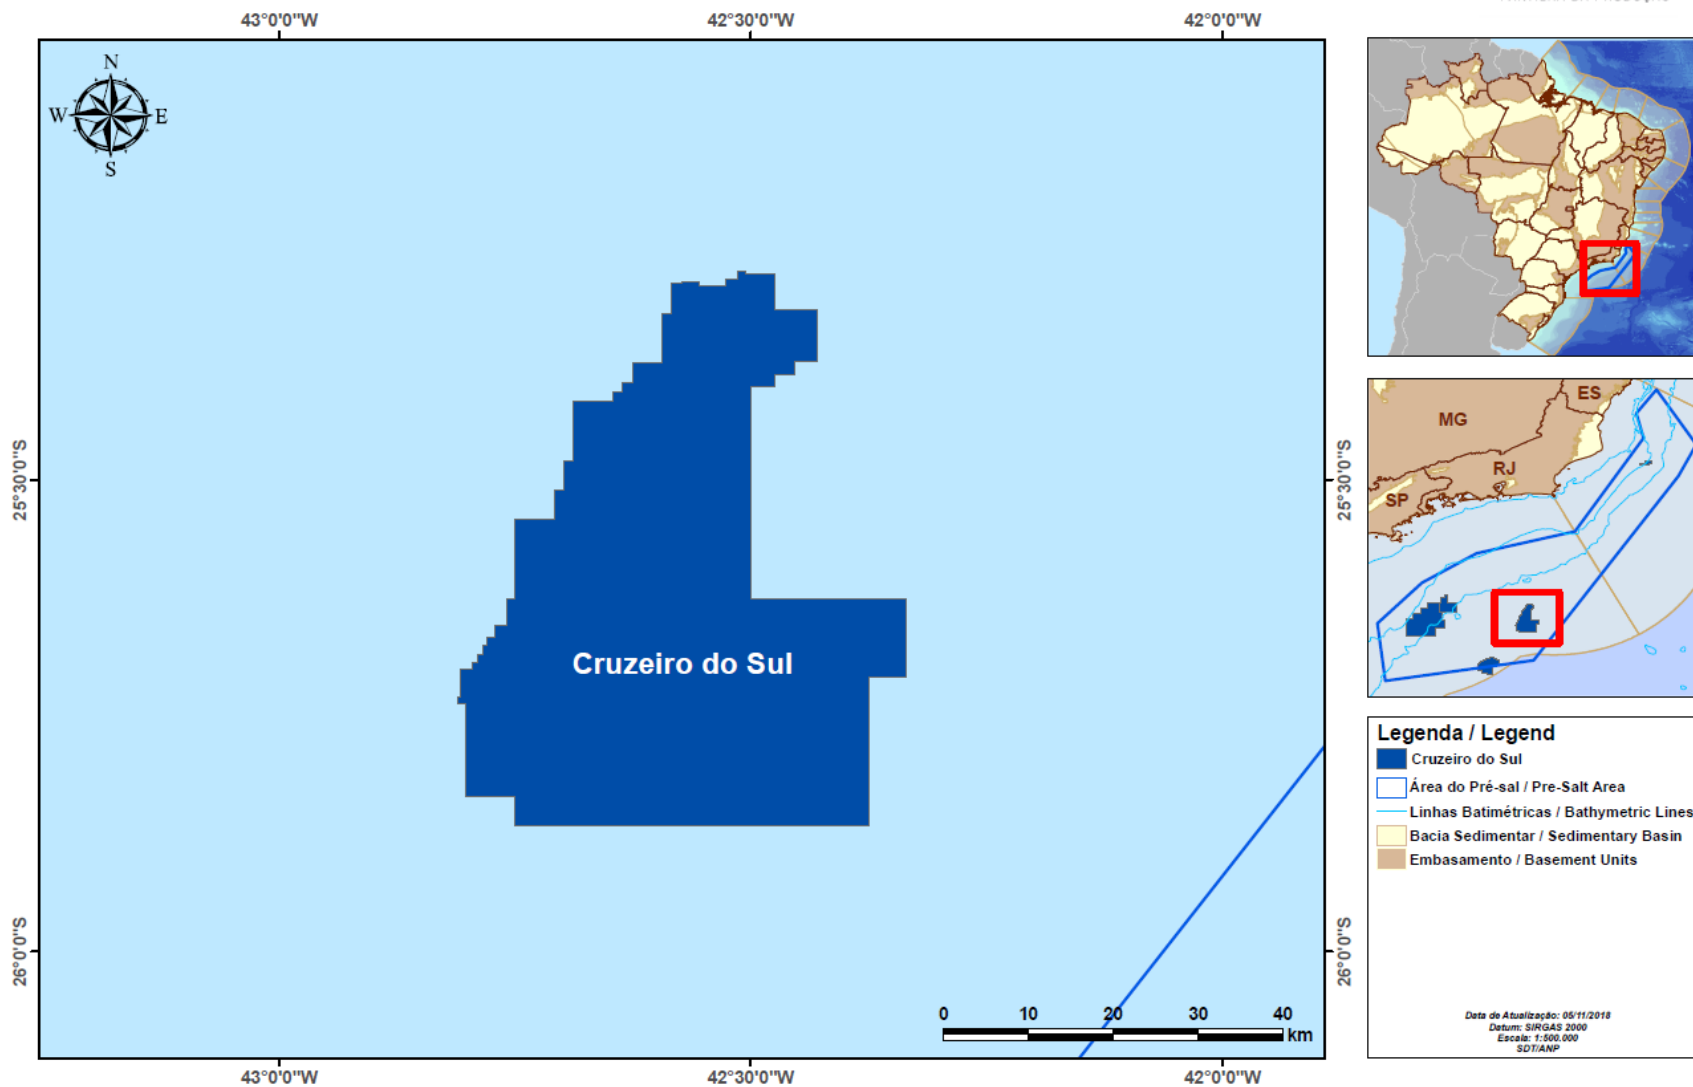 43°0'0"W
42°30'0"W
42°0'0"W
N
W
E
S
25°30'0"S
25°30'0"S
Cruzeiro do Sul
26°0'0"S
26°0'0"S
0 10 20 30 40
km
43°0'0"W
42°30'0"W
42°0'0"W
ES
MG
RJ
SP
Legenda / Legend
Cruzeiro do Sul
Área do Pré-sal / Pre-Salt Area
Linhas Batimétricas / Bathymetric Lines
Bacia Sedimentar / Sedimentary Basin
Embasamento / Basement Units
Data de Atualização: 05/11/2018
Datum: SIRGAS 2000
Escala: 1:500.000
SDT/ANP